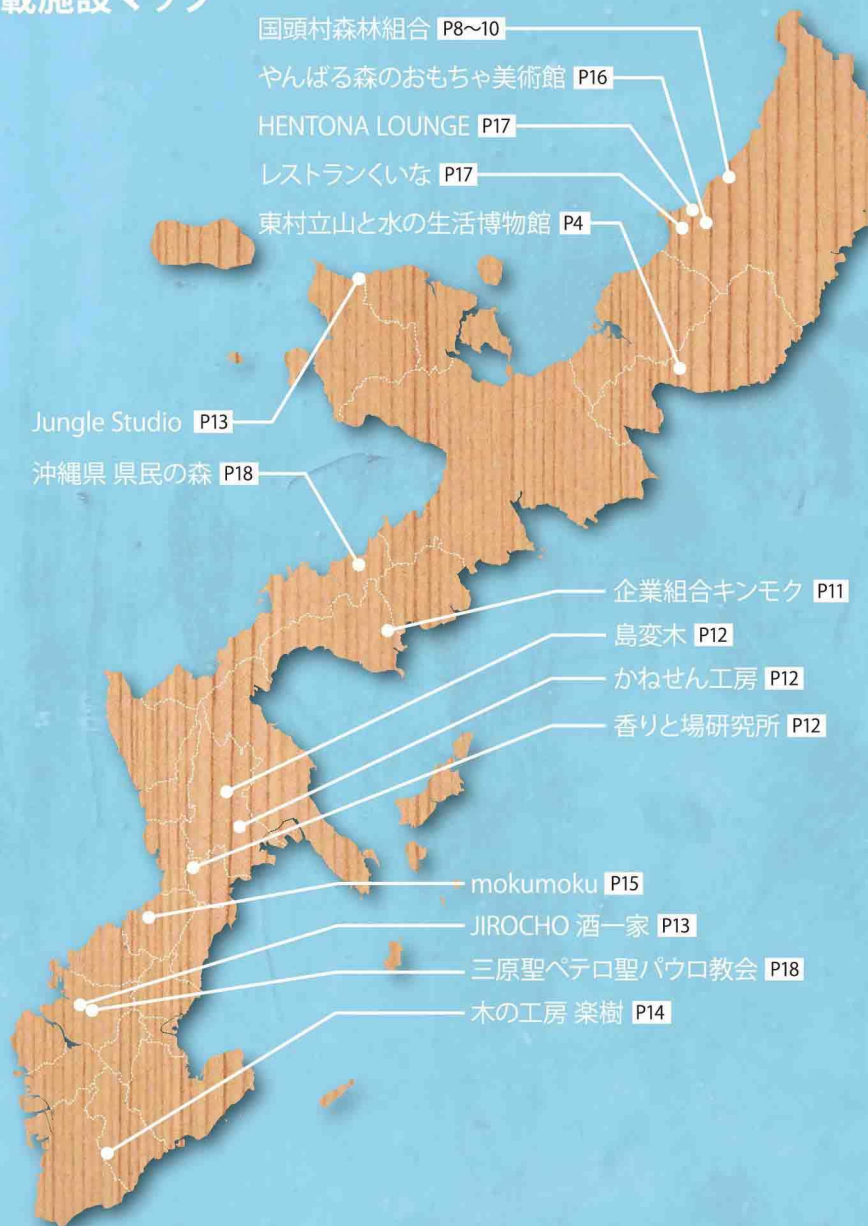 載施設マップ
国頭村森林組合 P8〜10
やんばる森のおもちゃ美術館 P16
HENTONA LOUNGE P17
レストランくいな P17
東村立山と水の生活博物館 P4
Jungle Studio P13
沖縄県 県民の森 P18
企業組合キンモク P11
島変木 P12
かねせん工房 P12
香りと場研究所 P12
mokumoku P15
JIROCHO 酒一家 P13
三原聖ペテロ聖パウロ教会 P18
木の工房 楽樹 P14